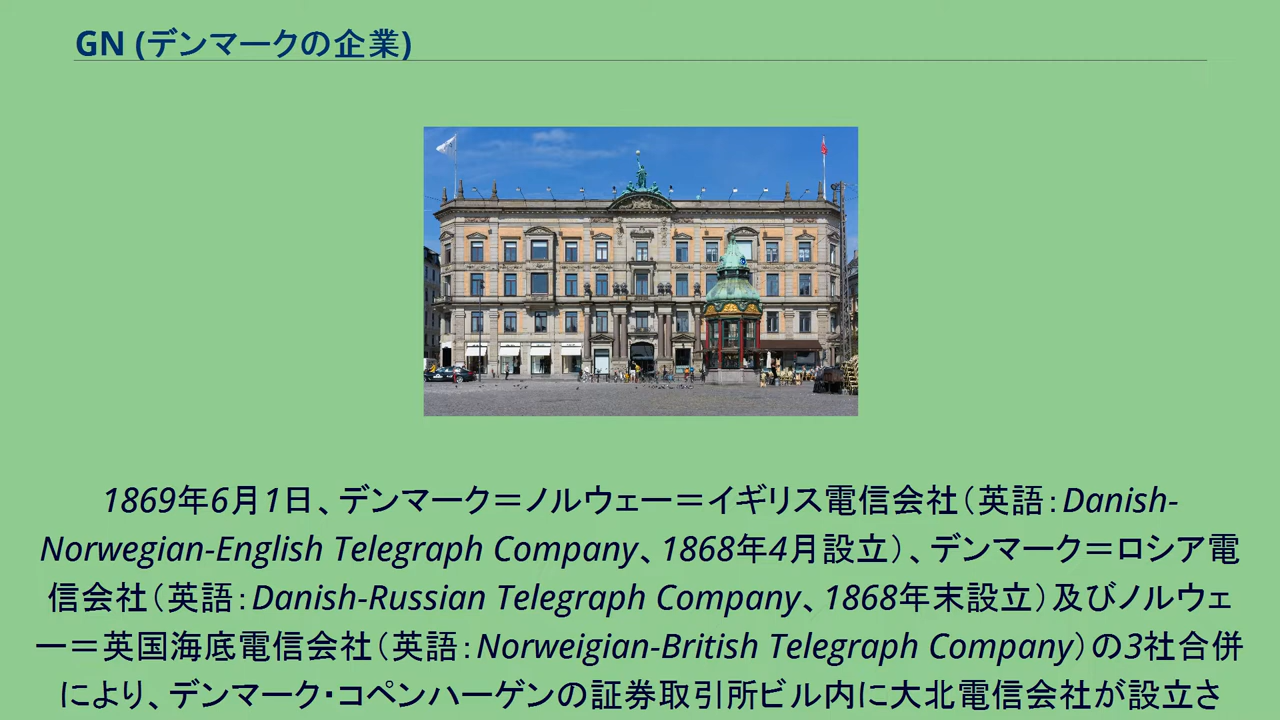 GN (デンマークの企業)
1869年6月1日、デンマーク＝ノルウェー＝イギリス電信会社（英語：Danish-
Norwegian-English Telegraph Company、1868年4月設立）、デンマーク＝ロシア電
信会社（英語：Danish-Russian Telegraph Company、1868年末設立）及びノルウェ
ー＝英国海底電信会社（英語：Norweigian-British Telegraph Company）の3社合併
により、デンマーク・コペンハーゲンの証券取引所ビル内に大北電信会社が設立さ